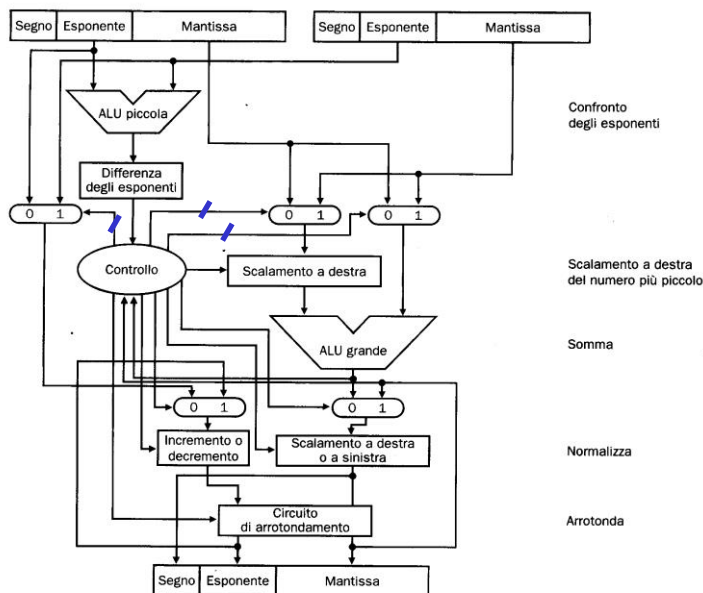 Segno Esponente Mantissa
Segno Esponente Mantissa
ALU piccola
Confronto
degli esponenti
Differenza
degli esponenti
0 1
0 1
0 1
Controllo
Scalamento a destra
Scalamento a destra
del numero più piccolo
ALU grande
Somma
0 1
0 1
Incremento o
decremento
Scalamento a destra
o a sinistra
Normalizza
Circuito
di arrotondamento
Arrotonda
Segno Esponente Mantissa